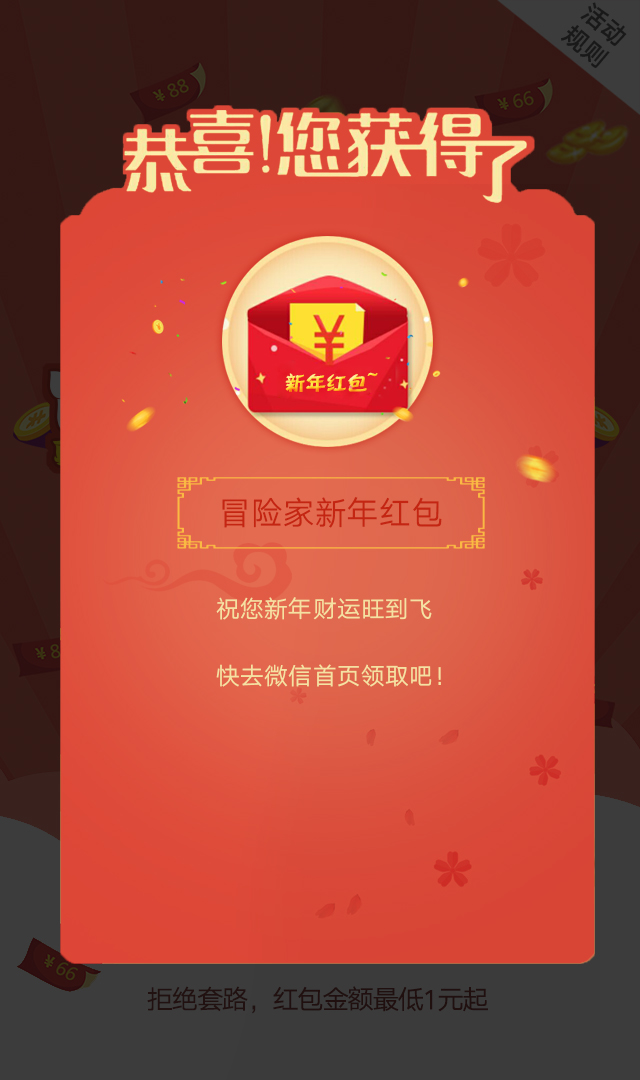 活动
规则
¥88
¥66
恭喜!您获得了
¥
新年红包~
冒险家新年红包
祝您新年财运旺到飞
快去微信首页领取吧!
¥8
¥99
拒绝套路，红包金额最低1元起